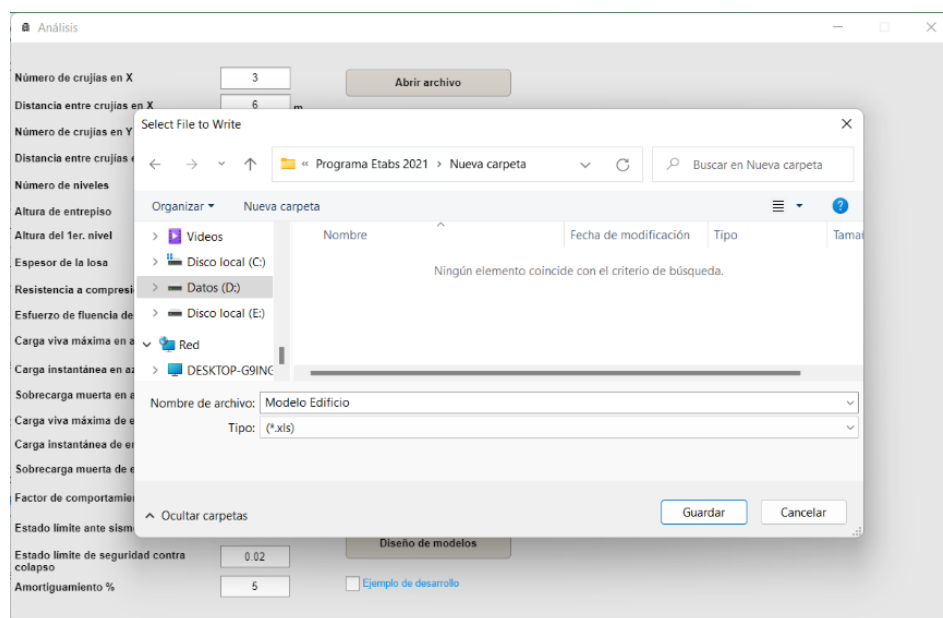 Análisis
Número de crujías en X 3 Abrir archivo
Distancia entre crujías en X 6 m
Número de crujías en Y
Distancia entre crujías
Número de niveles
Altura de entrepiso
Altura del 1er. nivel
Espesor de la losa
Resistencia a compresi
Esfuerzo de fluencia de
Carga viva máxima en a
Carga instantánea en az
Sobrecarga muerta en a
Carga viva máxima de e
Carga instantánea de en
Sobrecarga muerta de e
Factor de comportamie
Estado límite ante sism
Estado límite de seguridad contra
colapso 0.02
Amortiguamiento % 5
Select File to Write
« Programa Etabs 2021 > Nueva carpeta Buscar en Nueva carpeta
Organizar Nueva carpeta
Nombre Fecha de modificación Tipo Tamañ
Videos
Disco local (C:)
Datos (D:)
Disco local (E:)
Red
DESKTOP-G9ING
Ningún elemento coincide con el criterio de búsqueda.
Nombre de archivo: Modelo Edificio
Tipo: (*.xls)
Ocultar carpetas Guardar Cancelar
Diseño de modelos
Ejemplo de desarrollo